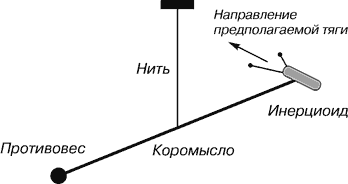 Направление
предполагаемой тяги
Нить
Инерциоид
Противовес
Коромысло